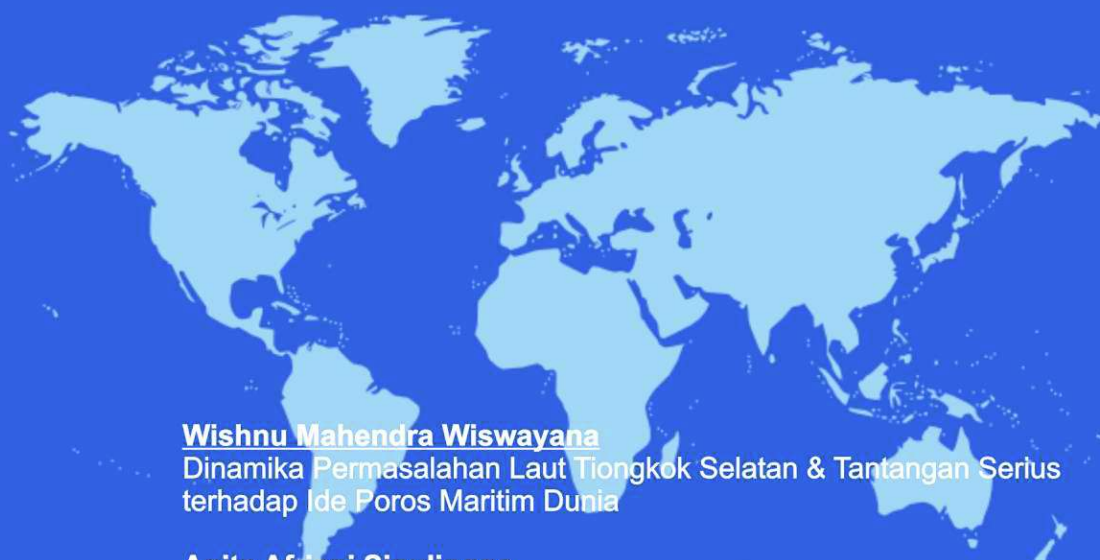 Wishnu Mahendra Wiswayana
Dinamika Permasalahan Laut Tiongkok Selatan & Tantangan Serius
terhadap Ide Poros Maritim Dunia